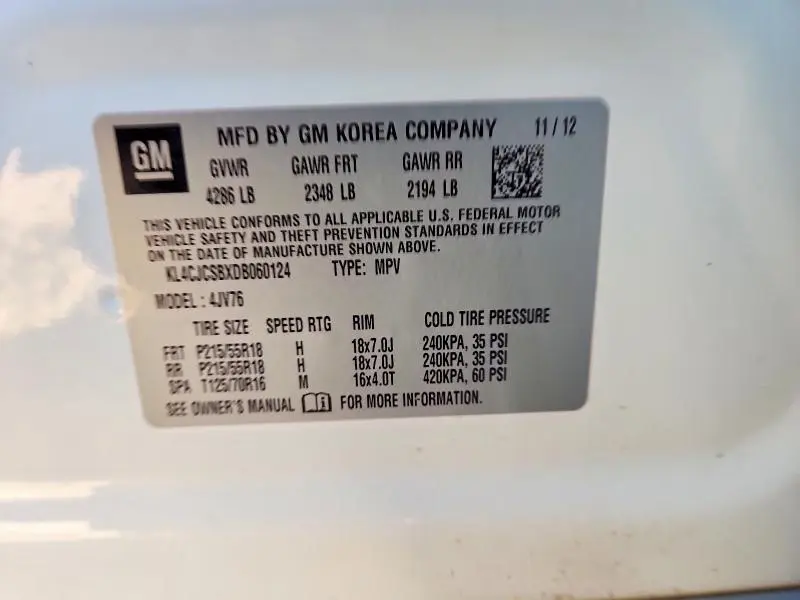 GM MFD BY GM KOREA COMPANY 11 / 12
GVWR GAWR FRT GAWR RR
4286 LB 2348 LB 2194 LB
THIS VEHICLE CONFORMS TO ALL APPLICABLE U.S. FEDERAL MOTOR
VEHICLE SAFETY AND THEFT PREVENTION STANDARDS IN EFFECT
ON THE DATE OF MANUFACTURE SHOWN ABOVE.
KL4CJCSBXDB060124 TYPE: MPV
MODEL : 4JV76
TIRE SIZE SPEED RTG RIM COLD TIRE PRESSURE
FRT P215/55R18 H 18x7.0J 240KPA, 35 PSI
RR P215/55R18 H 18x7.0J 240KPA, 35 PSI
SPA T125/70R16 M 16x4.0T 420KPA, 60 PSI
SEE OWNER'S MANUAL FOR MORE INFORMATION.